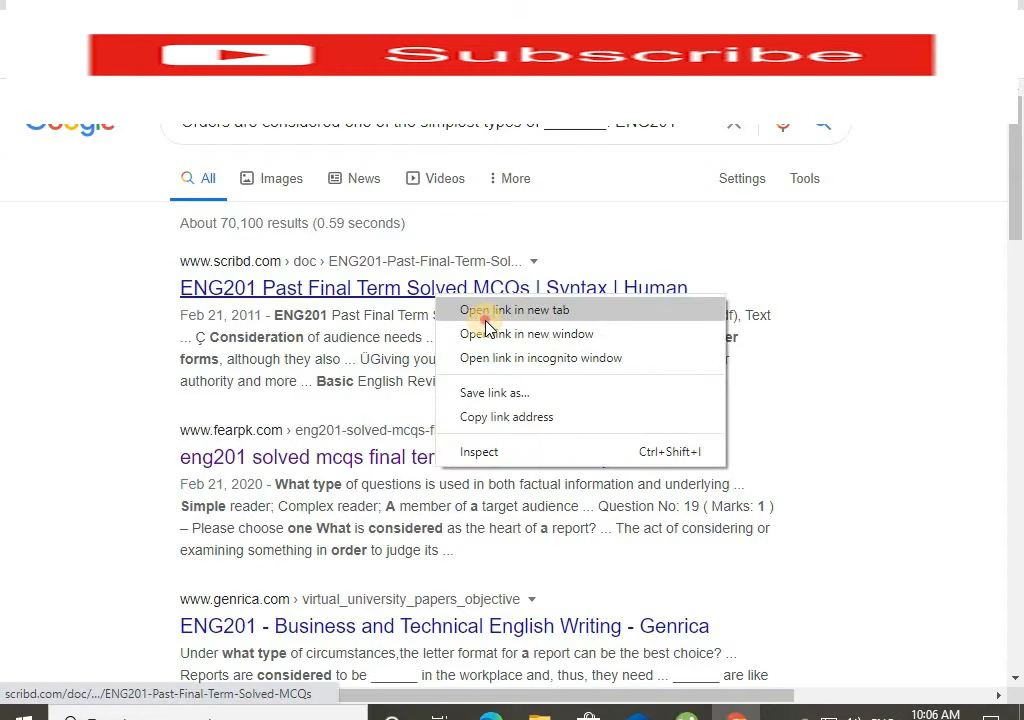 Subscribe
Google
Orders are considered one of the simplest types of _______. ENG201
All
Images
News
Videos
More
Settings
Tools
About 70,100 results (0.59 seconds)
www.scribd.com › doc › ENG201-Past-Final-Term-Sol...
ENG201 Past Final Term Solved MCQs | Syntax | Human
Feb 21, 2011 - ENG201 Past Final Term f), Text
... Ç Consideration of audience needs .. er
forms, although they also ... ÜGiving you
authority and more ... Basic English Revi
Open link in new tab
Open link in new window
Open link in incognito window
Save link as...
Copy link address
Inspect Ctrl+Shift+I
www.fearpk.com › eng201-solved-mcqs-f
eng201 solved mcqs final ter
Feb 21, 2020 - What type of questions is used in both factual information and underlying ...
Simple reader; Complex reader; A member of a target audience ... Question No: 19 ( Marks: 1 )
– Please choose one What is considered as the heart of a report? ... The act of considering or
examining something in order to judge its ...
www.genrica.com › virtual_university_papers_objective
ENG201 - Business and Technical English Writing - Genrica
Under what type of circumstances,the letter format for a report can be the best choice? ...
Reports are considered to be ______ in the workplace and, thus, they need ... ______ are like
scribd.com/doc/.../ENG201-Past-Final-Term-Solved-MCQs
10:06 AM